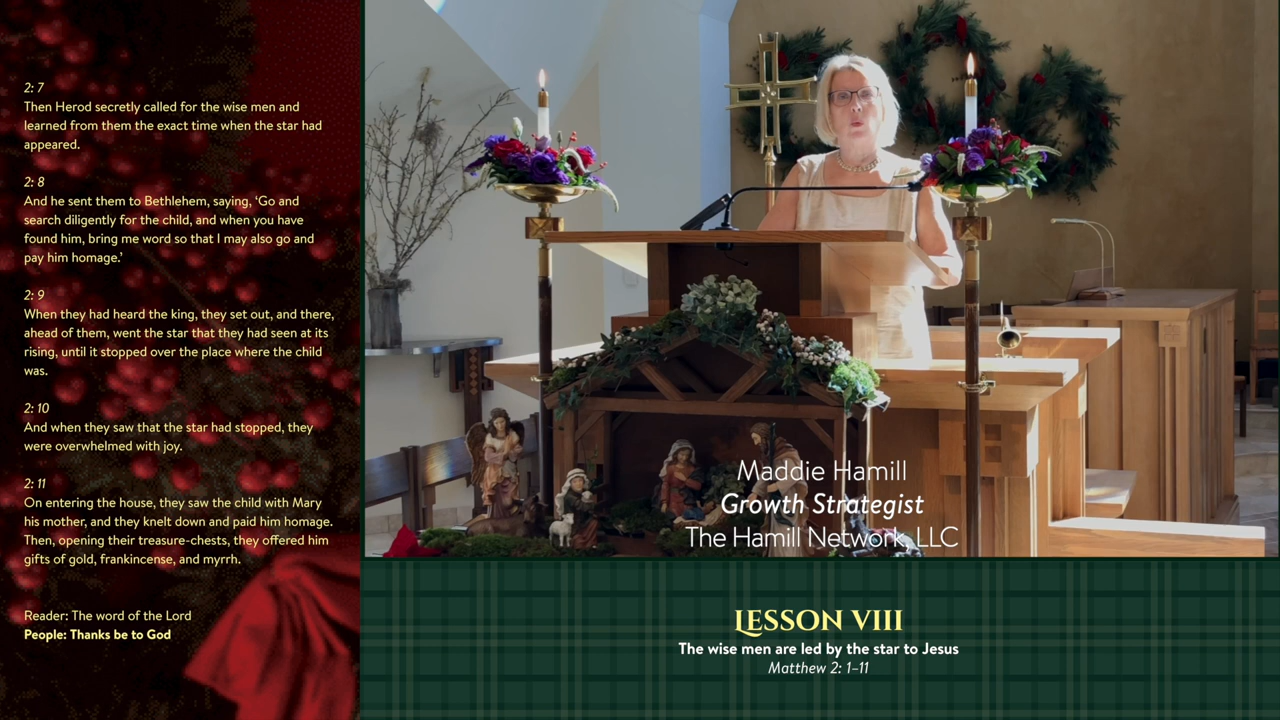 2: 7
Then Herod secretly called for the wise men and
learned from them the exact time when the star had
appeared.
2: 8
And he sent them to Bethlehem, saying, ‘Go and
search diligently for the child, and when you have
found him, bring me word so that I may also go and
pay him homage.’
2: 9
When they had heard the king, they set out, and there,
ahead of them, went the star that they had seen at its
rising, until it stopped over the place where the child
was.
2: 10
And when they saw that the star had stopped, they
were overwhelmed with joy.
2: 11
On entering the house, they saw the child with Mary
his mother, and they knelt down and paid him homage.
Then, opening their treasure-chests, they offered him
gifts of gold, frankincense, and myrrh.
Reader: The word of the Lord
People: Thanks be to God
Maddie Hamill
Growth Strategist
The Hamill Network, LLC
LESSON VIII
The wise men are led by the star to Jesus
Matthew 2: 1–11